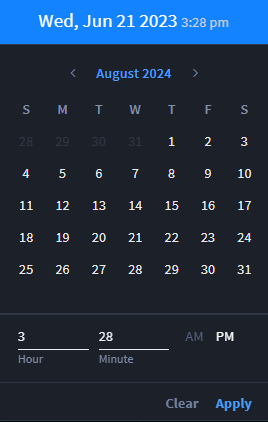 Wed, Jun 21 2023 3:28 pm
August 2024
S M T W T F S
28 29 30 31 1 2 3
4 5 6 7 8 9 10
11 12 13 14 15 16 17
18 19 20 21 22 23 24
25 26 27 28 29 30 31
3 28 AM PM
Hour Minute
Clear Apply